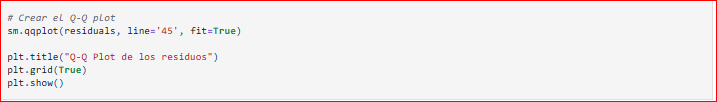 # Crear el Q-Q plot
sm.qqplot(residuals, line='45', fit=True)
plt.title("Q-Q Plot de los residuos")
plt.grid(True)
plt.show()